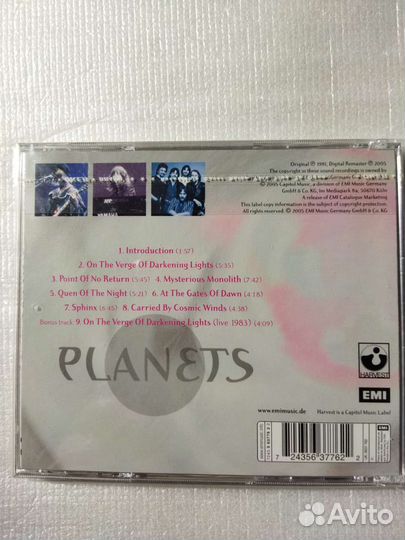 Original ℗ 1981, Digital Remaster ℗ 2005
The copyright in these sound recordings is owned by
© 2005 Capitol Music, a division of EMI Music Germany
GmbH & Co. KG, Im Mediapark 8a, 50670 Köln
A release of EMI Catalogue Marketing
This label copy information is the subject of copyright protection.
All rights reserved. © 2005 EMI Music Germany GmbH & Co. KG
YAMAHA
1. Introduction (1:57)
2. On The Verge Of Darkening Lights (5:35)
3. Point Of No Return (5:45) 4. Mysterious Monolith (7:42)
5. Quen Of The Night (5:21) 6. At The Gates Of Dawn (4:18)
7. Sphinx (6:45) 8. Carried By Cosmic Winds (4:38)
Bonus track: 9. On The Verge Of Darkening Lights (live 1983) (4:09)
PLANETS
HARVEST
EMI
www.emimusic.de
Harvest is a Capitol Music Label
7 24356 37762 2
EMI
Avito